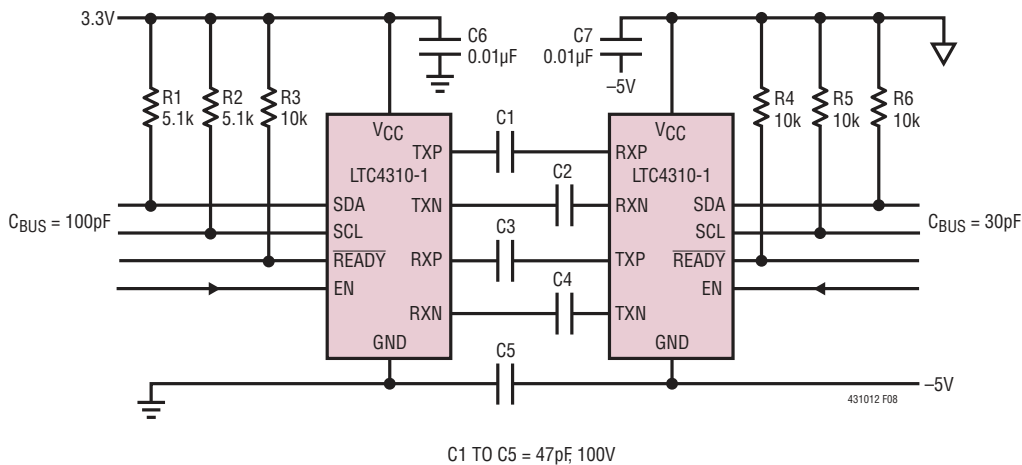 3.3V
C6
0.01µF
C7
0.01µF
–5V
R1
5.1k
R2
5.1k
R3
10k
R4
10k
R5
10k
R6
10k
VCC
TXP
LTC4310-1
SDA
TXN
SCL
READY
RXP
EN
RXN
GND
C1
C2
C3
C4
C5
VCC
RXP
LTC4310-1
RXN
SDA
SCL
TXP
READY
EN
TXN
GND
CBUS = 100pF
CBUS = 30pF
–5V
431012 F08
C1 TO C5 = 47pF, 100V